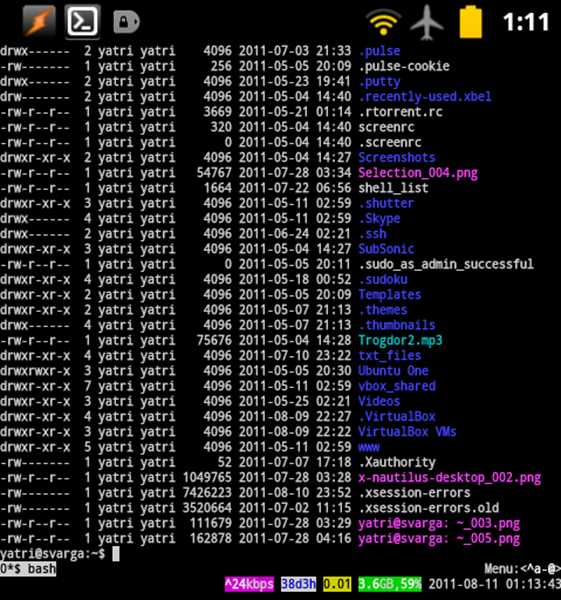 1:11
drwx------ 2 yatri yatri 4096 2011-07-03 21:33 .pulse
-rw------- 1 yatri yatri 256 2011-05-05 20:09 .pulse-cookie
drwx------ 2 yatri yatri 4096 2011-05-23 19:41 .putty
drw------- 2 yatri yatri 4096 2011-05-04 14:40 .recently-used.xbel
-rw-r--r-- 1 yatri yatri 3669 2011-05-21 01:14 .rtorrent.rc
-rw-r--r-- 1 yatri yatri 320 2011-05-04 14:40 screenrc
-rw-r--r-- 1 yatri yatri 0 2011-05-04 14:40 .screenrc
drwxr-xr-x 2 yatri yatri 4096 2011-05-04 14:27 Screenshots
-rw-r--r-- 1 yatri yatri 54767 2011-07-28 03:34 Selection_004.png
-rw-r--r-- 1 yatri yatri 1664 2011-07-22 06:56 shell_list
drwxr-xr-x 3 yatri yatri 4096 2011-05-11 02:59 .shutter
drwx------ 4 yatri yatri 4096 2011-05-11 02:59 .Skype
drwx------ 2 yatri yatri 4096 2011-06-24 02:21 .ssh
drwxr-xr-x 3 yatri yatri 4096 2011-05-04 14:27 SubSonic
-rw-r--r-- 1 yatri yatri 0 2011-05-05 20:11 .sudo_as_admin_successful
drwxr-xr-x 4 yatri yatri 4096 2011-05-18 00:52 .sudoku
drwxr-xr-x 2 yatri yatri 4096 2011-05-05 20:09 Templates
drwxr-xr-x 2 yatri yatri 4096 2011-05-07 21:13 .themes
drwx------ 4 yatri yatri 4096 2011-05-07 21:13 .thumbnails
-rw-r--r-- 1 yatri yatri 75676 2011-05-04 14:28 Trogdor2.mp3
drwxr-xr-x 4 yatri yatri 4096 2011-07-10 23:22 txt_files
drwxrwxr-x 3 yatri yatri 4096 2011-05-05 20:30 Ubuntu One
drwxr-xr-x 7 yatri yatri 4096 2011-05-11 02:59 vbox_shared
drwxr-xr-x 3 yatri yatri 4096 2011-05-25 02:21 Videos
drwxr-xr-x 4 yatri yatri 4096 2011-08-09 22:27 .VirtualBox
drwxr-xr-x 3 yatri yatri 4096 2011-08-09 22:22 VirtualBox VMs
drwxr-xr-x 5 yatri yatri 4096 2011-05-11 02:59 www
-rw------- 1 yatri yatri 52 2011-07-07 17:18 .Xauthority
-rw-r--r-- 1 yatri yatri 1049765 2011-07-28 03:28 x-nautilus-desktop_002.png
-rw------- 1 yatri yatri 7426223 2011-08-10 23:52 .xsession-errors
-rw------- 1 yatri yatri 3520664 2011-07-02 11:15 .xsession-errors.old
-rw-r--r-- 1 yatri yatri 111679 2011-07-28 03:29 yatri@svarga: ~_003.png
-rw-r--r-- 1 yatri yatri 162878 2011-07-28 04:16 yatri@svarga: ~_005.png
yatri@svarga:~$
0*$ bash Menu:<^a-@>
^24kbps 38d3h 0.01 3.6GB,59% 2011-08-11 01:13:43